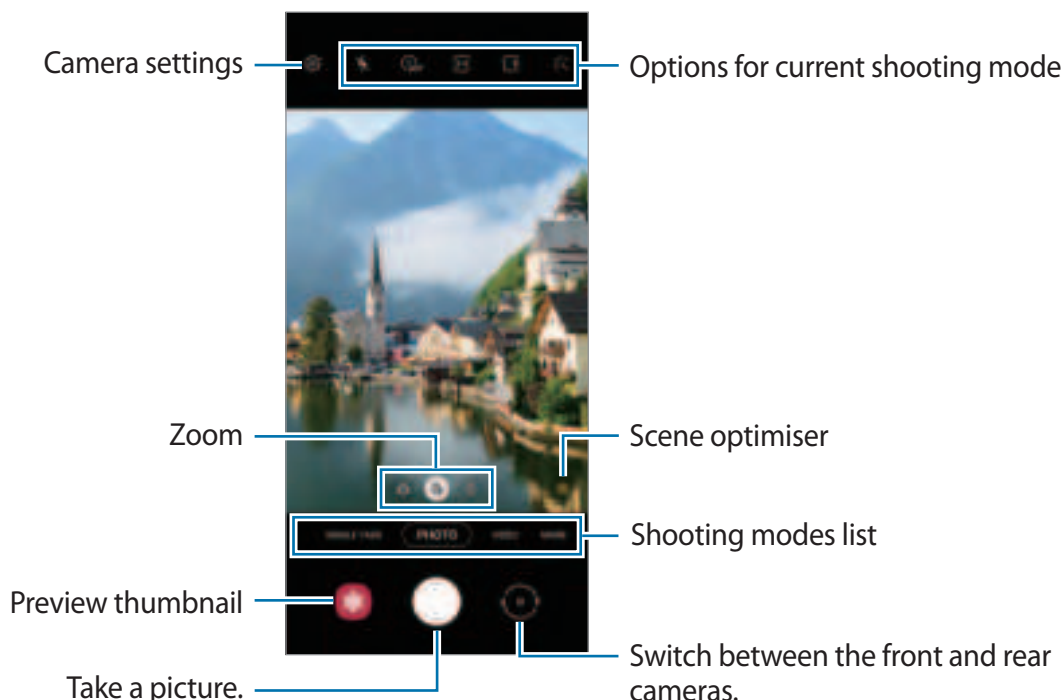 Camera settings
Options for current shooting mode
Zoom
Scene optimiser
PHOTO
Shooting modes list
Preview thumbnail
Take a picture.
Switch between the front and rear
cameras.